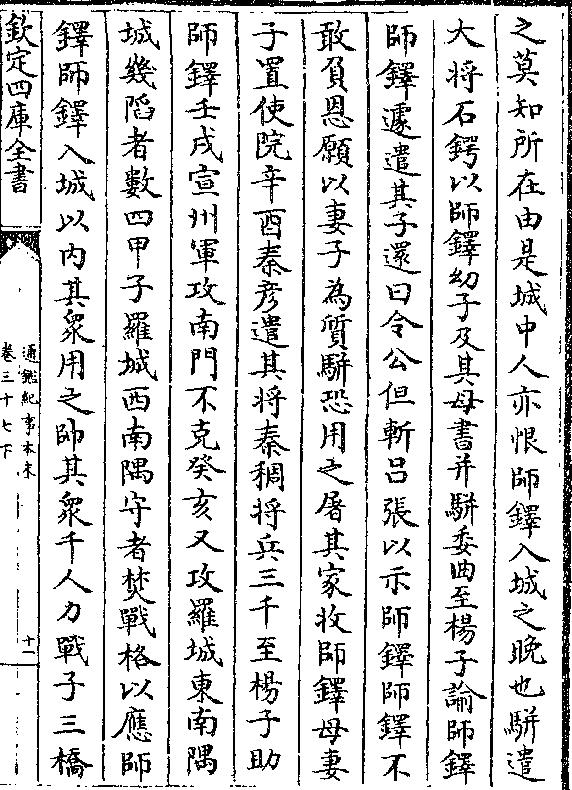 之莫知所在由是城中人亦恨師鐸入城之晚也駢遣
大將石鍔以師鐸幼子及其母書并駢委曲至楊子諭師鐸
師鐸遽遣其子還曰令公但斬呂張以示師鐸師鐸不
敢負恩願以妻子為質駢恐用之屠其家收師鐸母妻
子置使院辛酉秦彦遣其將秦稠將兵三千至楊子助
師鐸壬戌宣州軍攻南門不克癸亥又攻羅城東南隅
城幾陷者數四甲子羅城西南隅守者焚戰格以應師
鐸師鐸入城以内其衆用之帥其衆千人力戰于三橋
欽定四庫全書
通鑑紀事本末
卷三十七下
十一